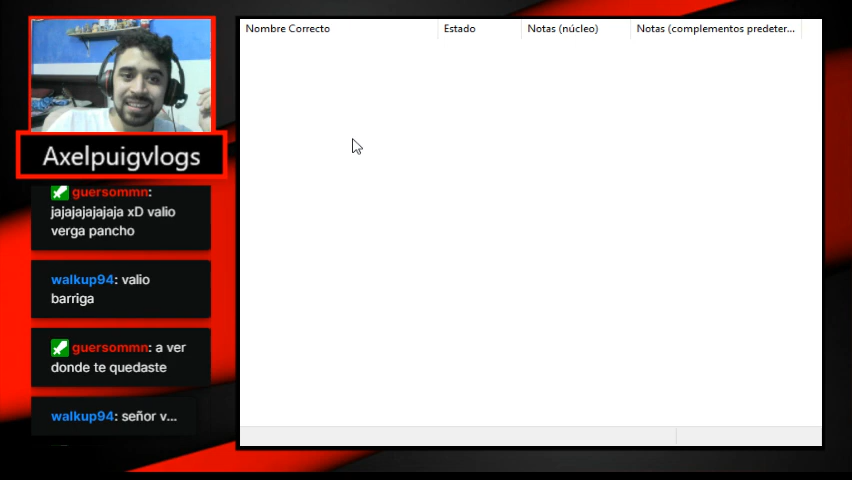 Nombre Correcto Estado Notas (núcleo) Notas (complementos predeter...
Axelpuigvlogs
guersommn:
jajajajajajaja xD valio
verga pancho
walkup94: valio
barriga
guersommn: a ver
donde te quedaste
walkup94: señor v...